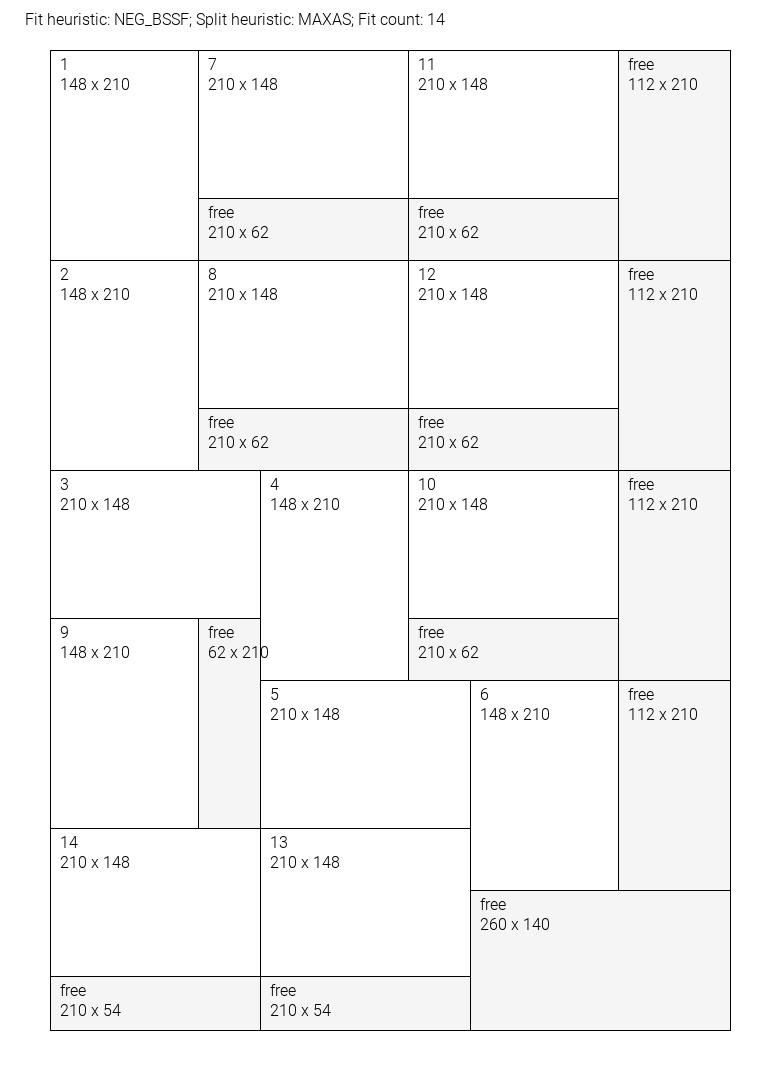 Fit heuristic: NEG_BSSF; Split heuristic: MAXAS; Fit count: 14
1
148 x 210
7
210 x 148
11
210 x 148
free
112 x 210
free
210 x 62
free
210 x 62
2
148 x 210
8
210 x 148
12
210 x 148
free
112 x 210
free
210 x 62
free
210 x 62
3
210 x 148
4
148 x 210
10
210 x 148
free
112 x 210
9
148 x 210
free
62 x 210
free
210 x 62
5
210 x 148
6
148 x 210
free
112 x 210
14
210 x 148
13
210 x 148
free
260 x 140
free
210 x 54
free
210 x 54